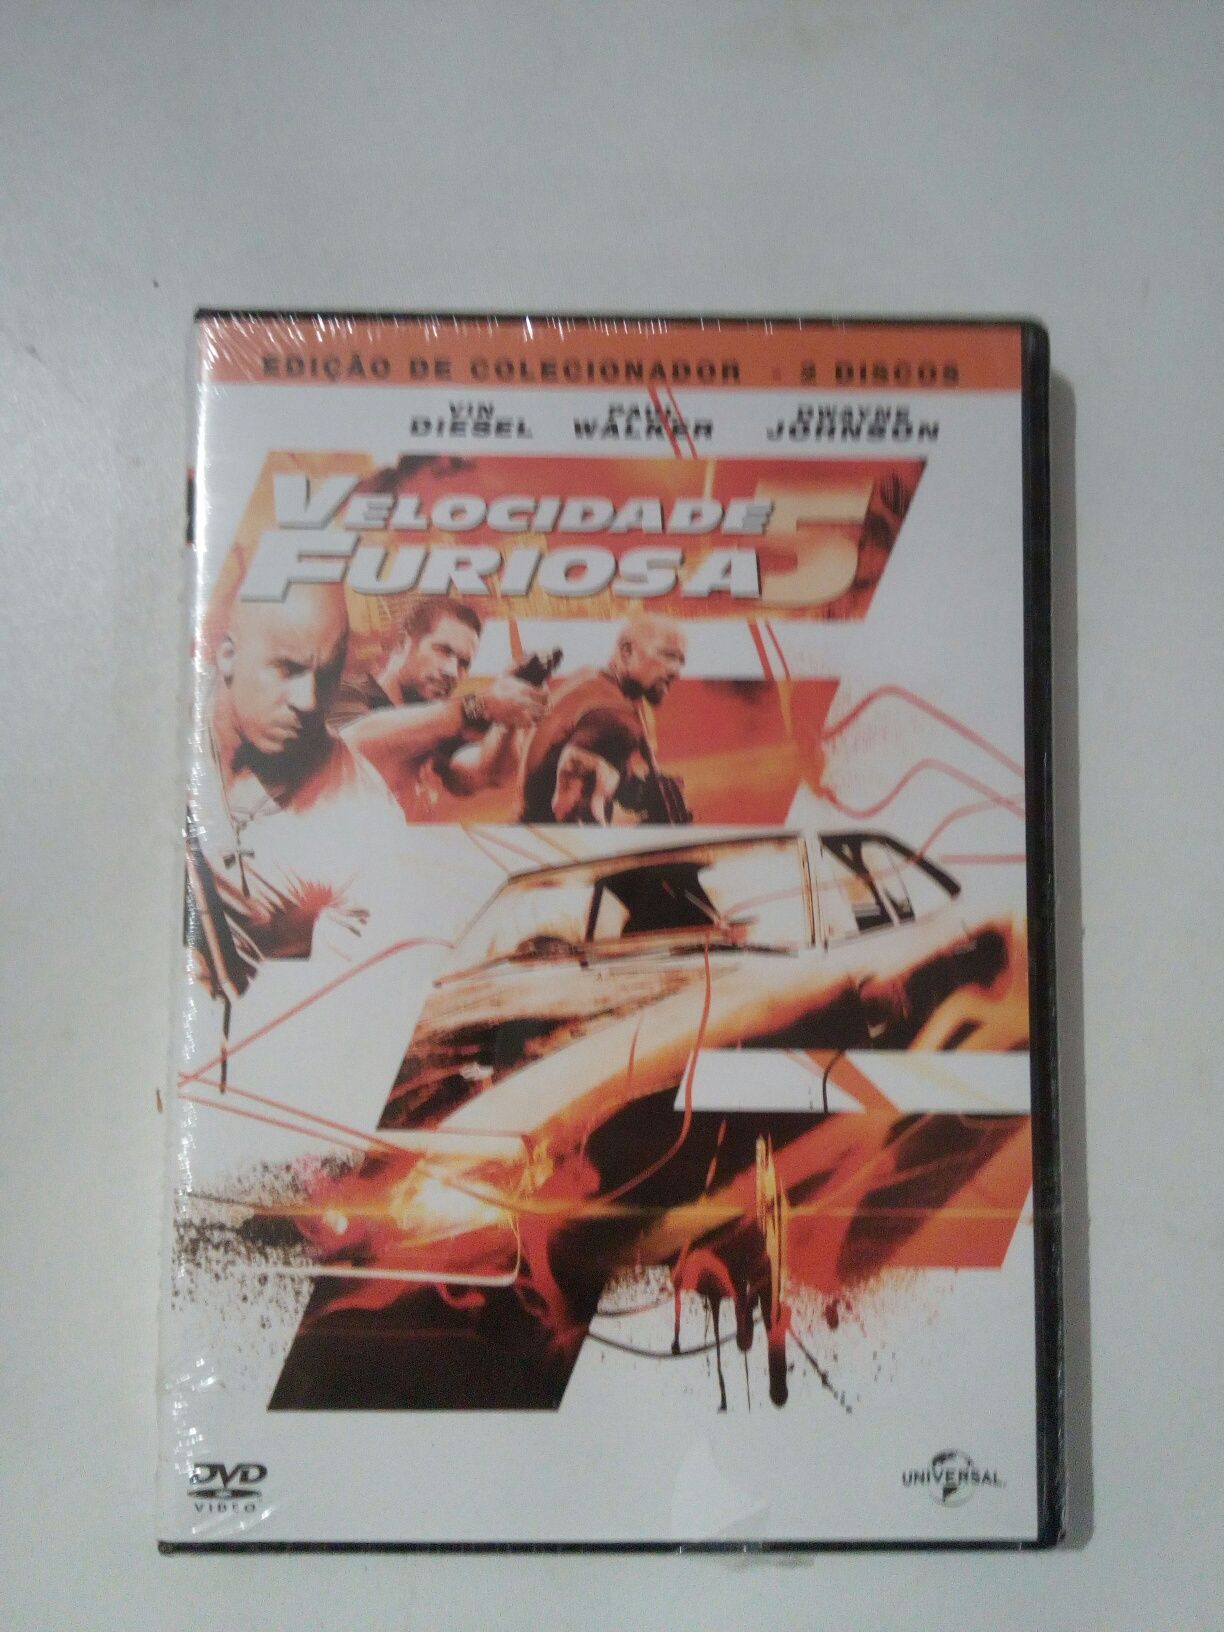 EDIÇÃO DE COLECIONADOR - 2 DISCOS
VIN DIESEL PAUL WALKER DWAYNE JOHNSON
VELOCIDADE
FURIOSA 5
DVD
VIDEO
UNIVERSAL